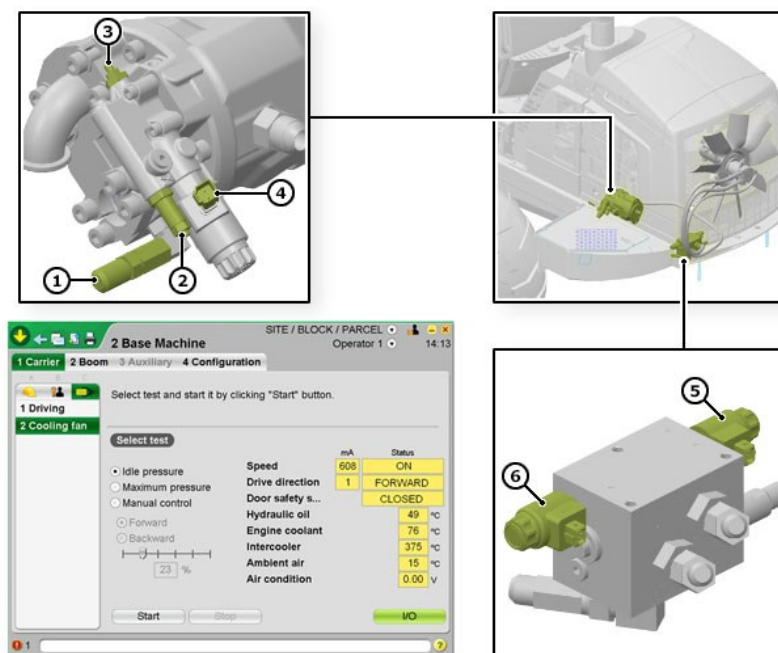 3
4
1
2
5
6
SITE / BLOCK / PARCEL
2 Base Machine
Operator 1
14:13
1 Carrier 2 Boom 3 Auxiliary 4 Configuration
A B C
1 Driving
2 Cooling fan
Select test and start it by clicking "Start" button.
Select test
mA Status
Idle pressure
Maximum pressure
Manual control
Forward
Backward
23 %
Speed 608 ON
Drive direction 1 FORWARD
Door safety s... CLOSED
Hydraulic oil 49 ºC
Engine coolant 76 ºC
Intercooler 375 ºC
Ambient air 15 ºC
Air condition 0.00 V
Start Stop I/O
1 ?